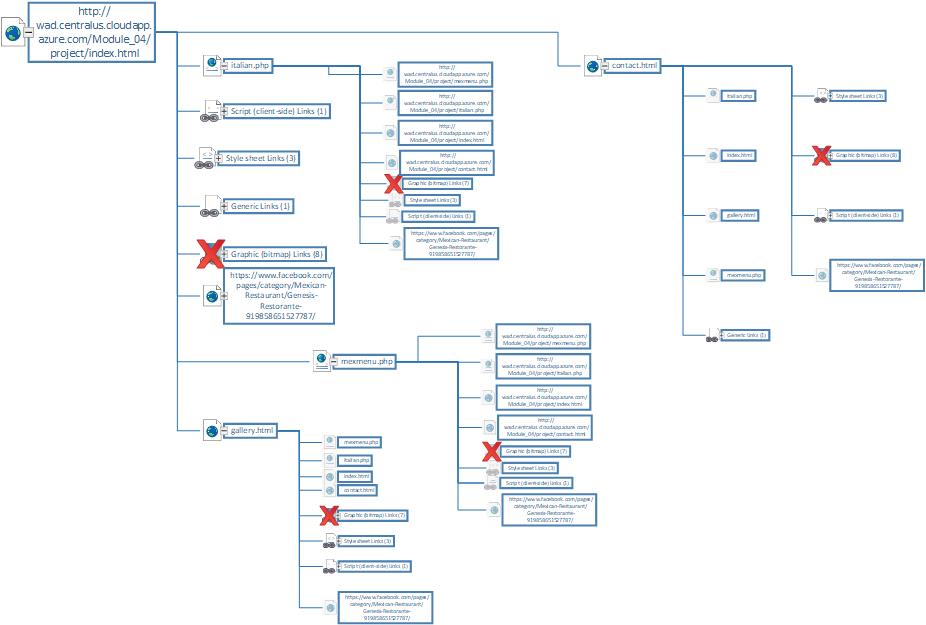 http://
wad.centralus.cloudapp.
azure.com/Module_04/
project/index.html
italian.php
http://
wad.centralus.cloudapp.azure.com/
Module_04/project/mexmenu.php
http://
wad.centralus.cloudapp.azure.com/
Module_04/project/italian.php
http://
wad.centralus.cloudapp.azure.com/
Module_04/project/index.html
http://
wad.centralus.cloudapp.azure.com/
Module_04/project/contact.html
Graphic (bitmap) Links (7)
Style sheet Links (3)
Script (client-side) Links (1)
https://www.facebook.com/pages/
category/Mexican-Restaurant/
Genesis-Restorante-
919858651527787/
Script (client-side) Links (1)
Style sheet Links (3)
Generic Links (1)
Graphic (bitmap) Links (8)
https://www.facebook.com/
pages/category/Mexican-
Restaurant/Genesis-
Restorante-
919858651527787/
mexmenu.php
http://
wad.centralus.cloudapp.azure.com/
Module_04/project/mexmenu.php
http://
wad.centralus.cloudapp.azure.com/
Module_04/project/italian.php
http://
wad.centralus.cloudapp.azure.com/
Module_04/project/index.html
http://
wad.centralus.cloudapp.azure.com/
Module_04/project/contact.html
Graphic (bitmap) Links (7)
Style sheet Links (3)
Script (client-side) Links (1)
https://www.facebook.com/pages/
category/Mexican-Restaurant/
Genesis-Restorante-
919858651527787/
gallery.html
mexmenu.php
italian.php
index.html
contact.html
Graphic (bitmap) Links (7)
Style sheet Links (3)
Script (client-side) Links (1)
https://www.facebook.com/pages/
category/Mexican-Restaurant/
Genesis-Restorante-
919858651527787/
contact.html
italian.php
index.html
gallery.html
mexmenu.php
Generic Links (1)
Style sheet Links (3)
Graphic (bitmap) Links (8)
Script (client-side) Links (1)
https://www.facebook.com/pages/
category/Mexican-Restaurant/
Genesis-Restorante-
919858651527787/